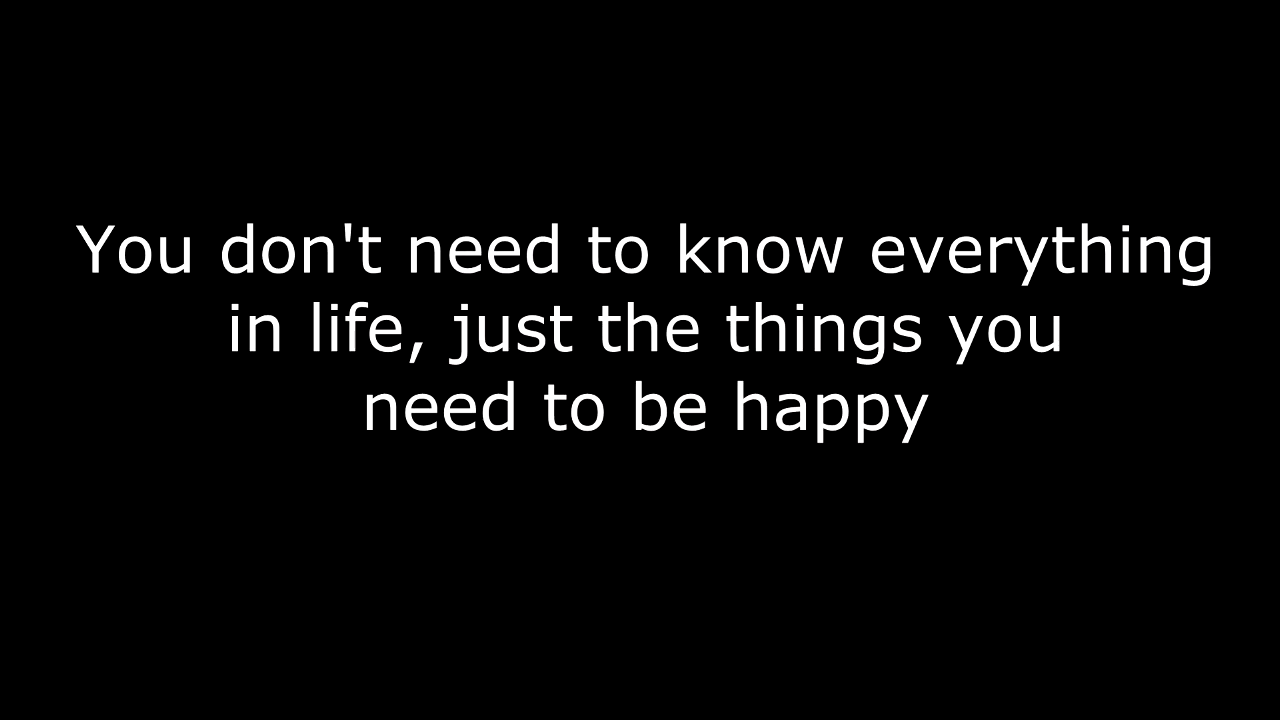 You don't need to know everything
in life, just the things you
need to be happy